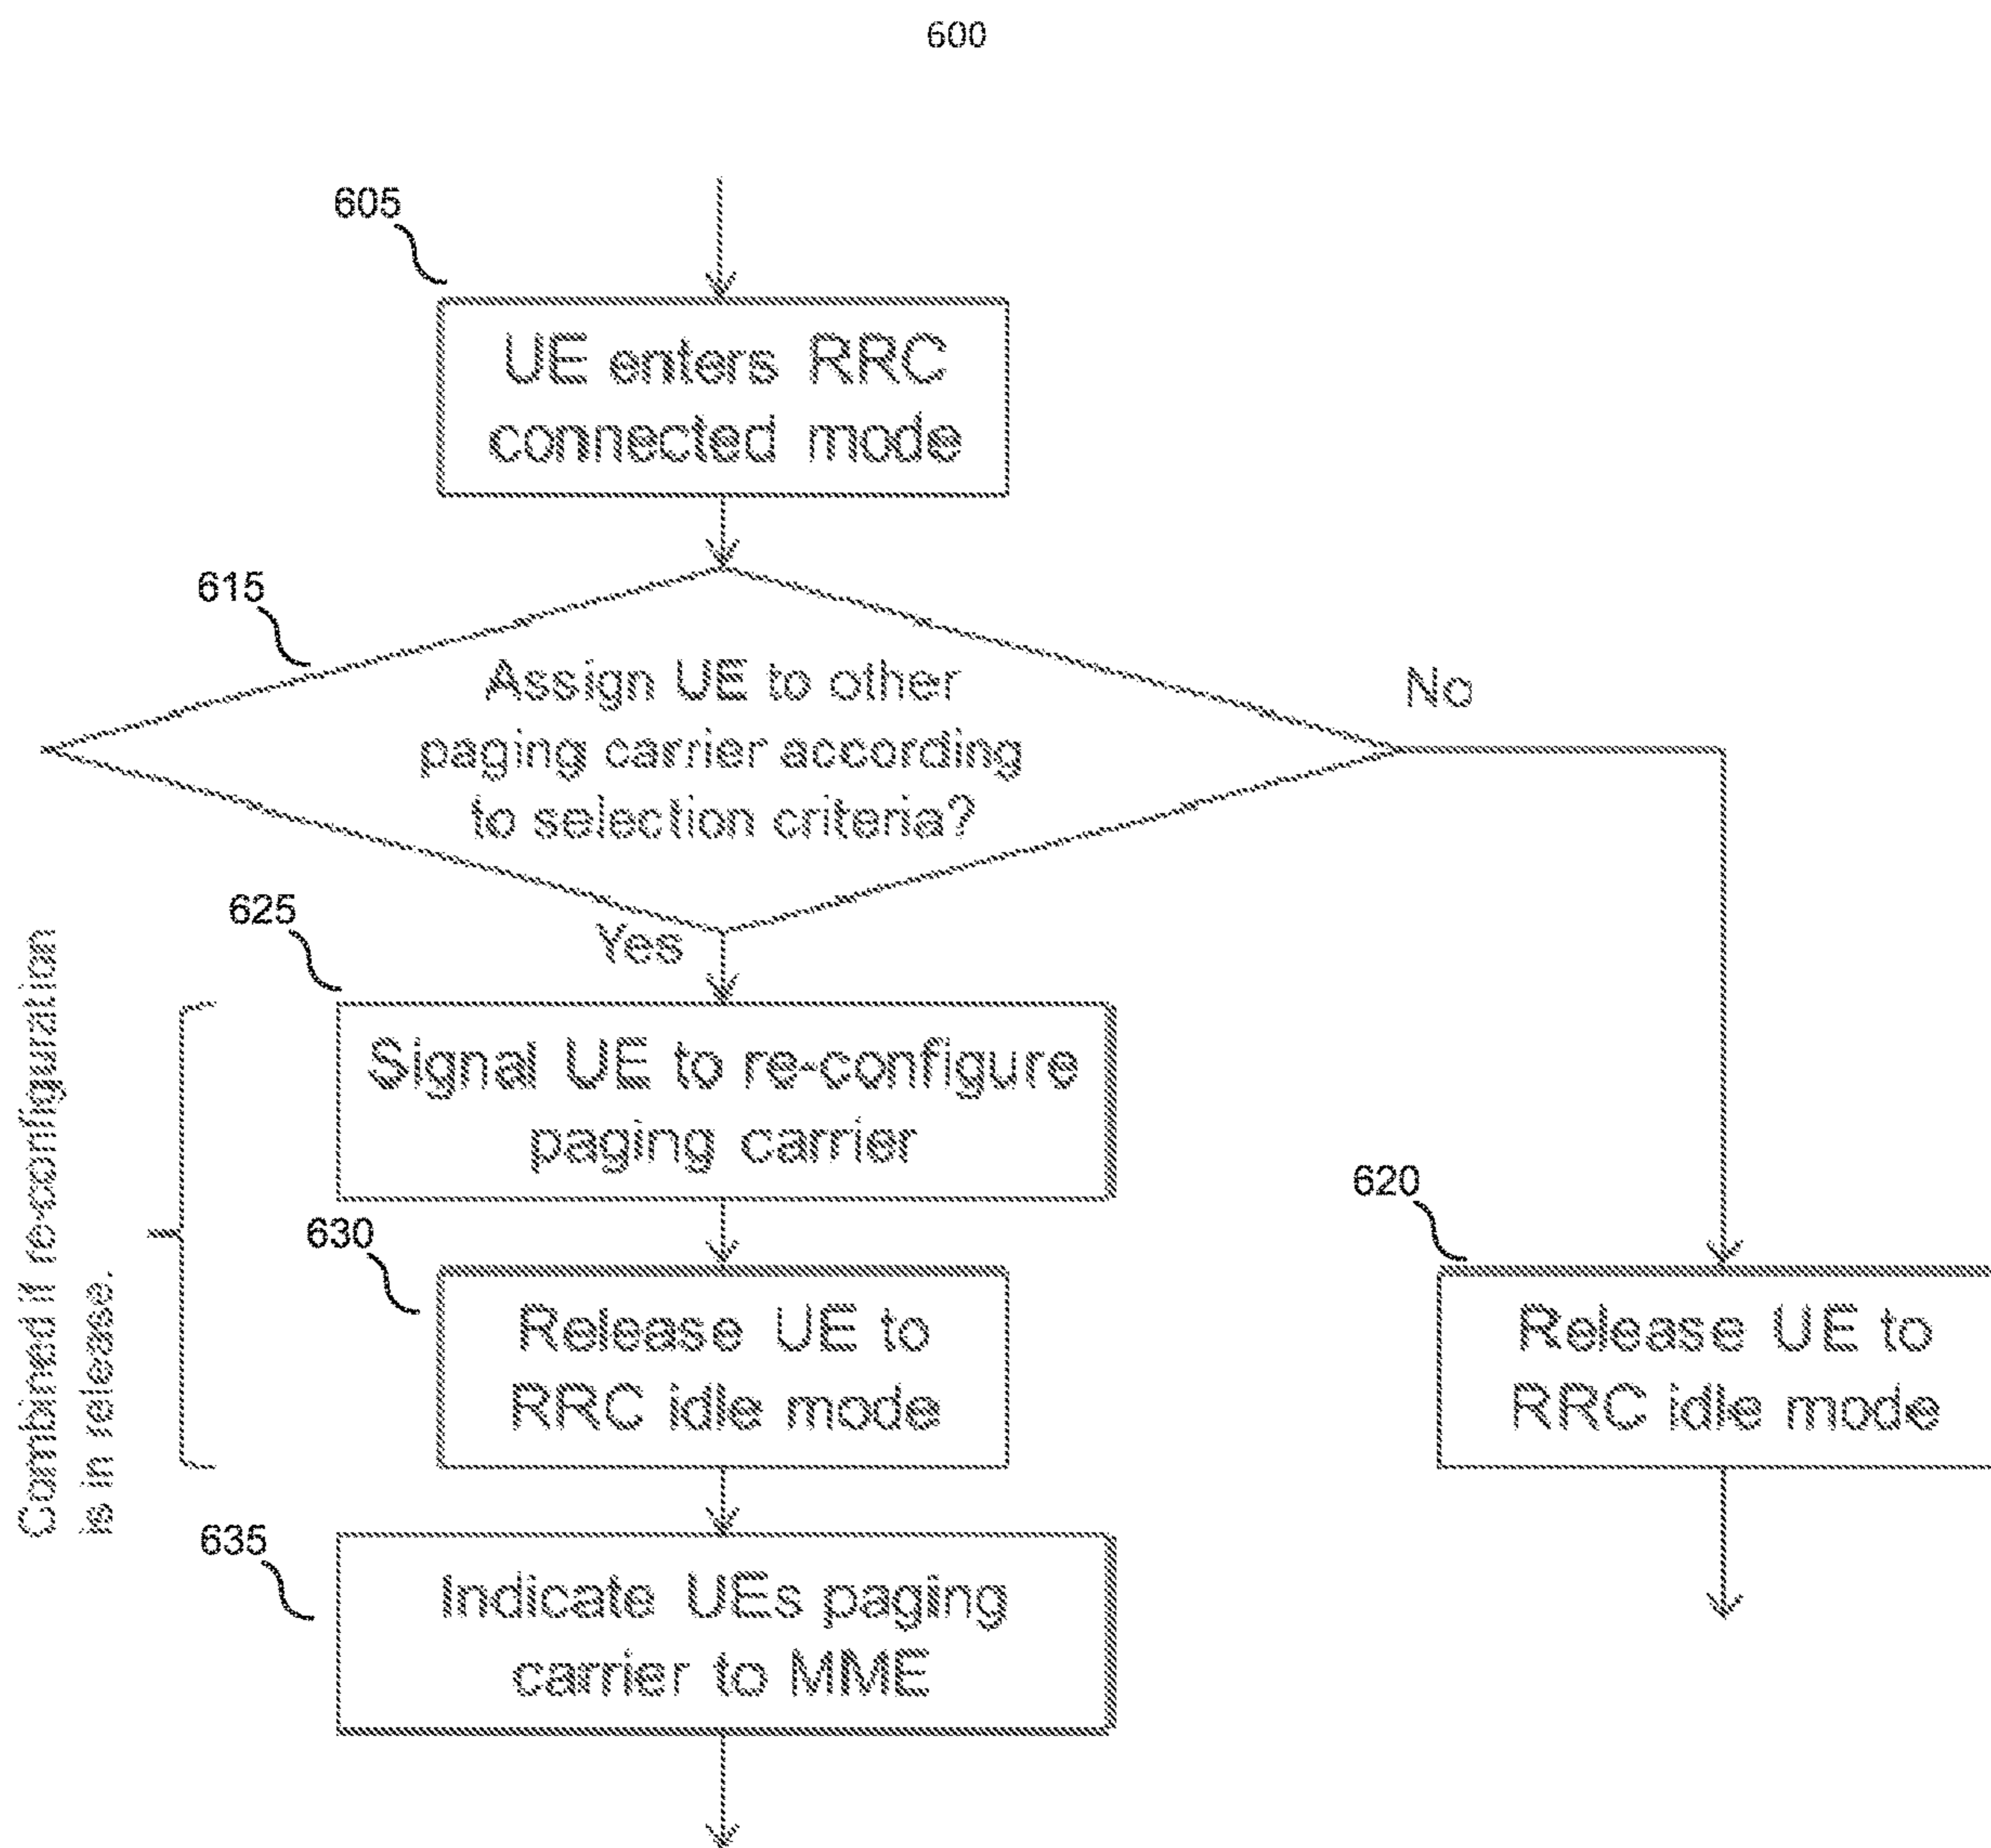 600
605
UE enters RRC
connected mode
615
Assign UE to other
paging carrier according
to selection criteria?
No
Yes
625
Signal UE to re-configure
paging carrier
Combined if re-configuration
is in release.
630
Release UE to
RRC idle mode
620
Release UE to
RRC idle mode
635
Indicate UEs paging
carrier to MME